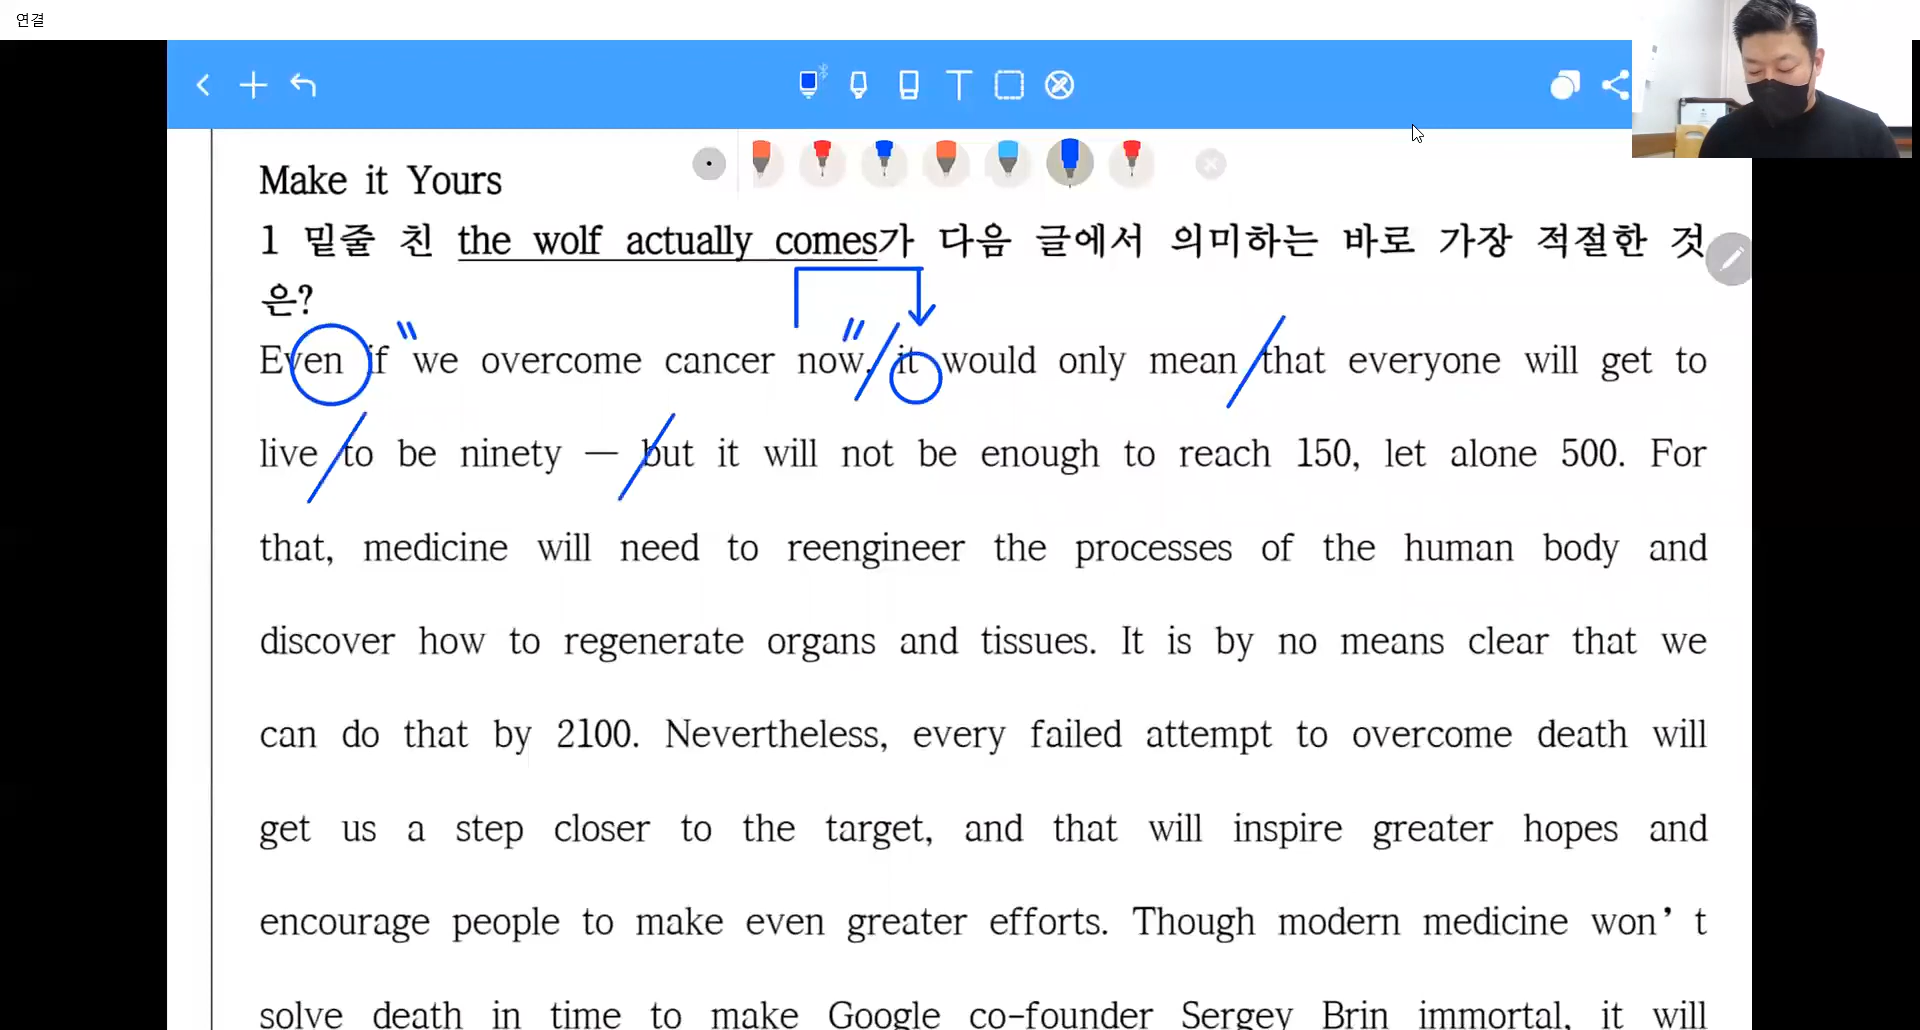 연결
Make it Yours
1 밑줄 친 the wolf actually comes가 다음 글에서 의미하는 바로 가장 적절한 것
은?
Even if we overcome cancer now, it would only mean that everyone will get to
live to be ninety — but it will not be enough to reach 150, let alone 500. For
that, medicine will need to reengineer the processes of the human body and
discover how to regenerate organs and tissues. It is by no means clear that we
can do that by 2100. Nevertheless, every failed attempt to overcome death will
get us a step closer to the target, and that will inspire greater hopes and
encourage people to make even greater efforts. Though modern medicine won't
solve death in time to make Google co-founder Sergey Brin immortal, it will